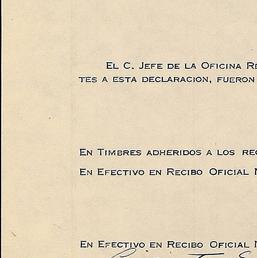 EL C. JEFE DE LA OFICINA
TES A ESTA DECLARACION, FUERON
EN TIMBRES ADHERIDOS A LOS
EN EFECTIVO EN RECIBO OFICIAL
EN EFECTIVO EN RECIBO OFICIAL